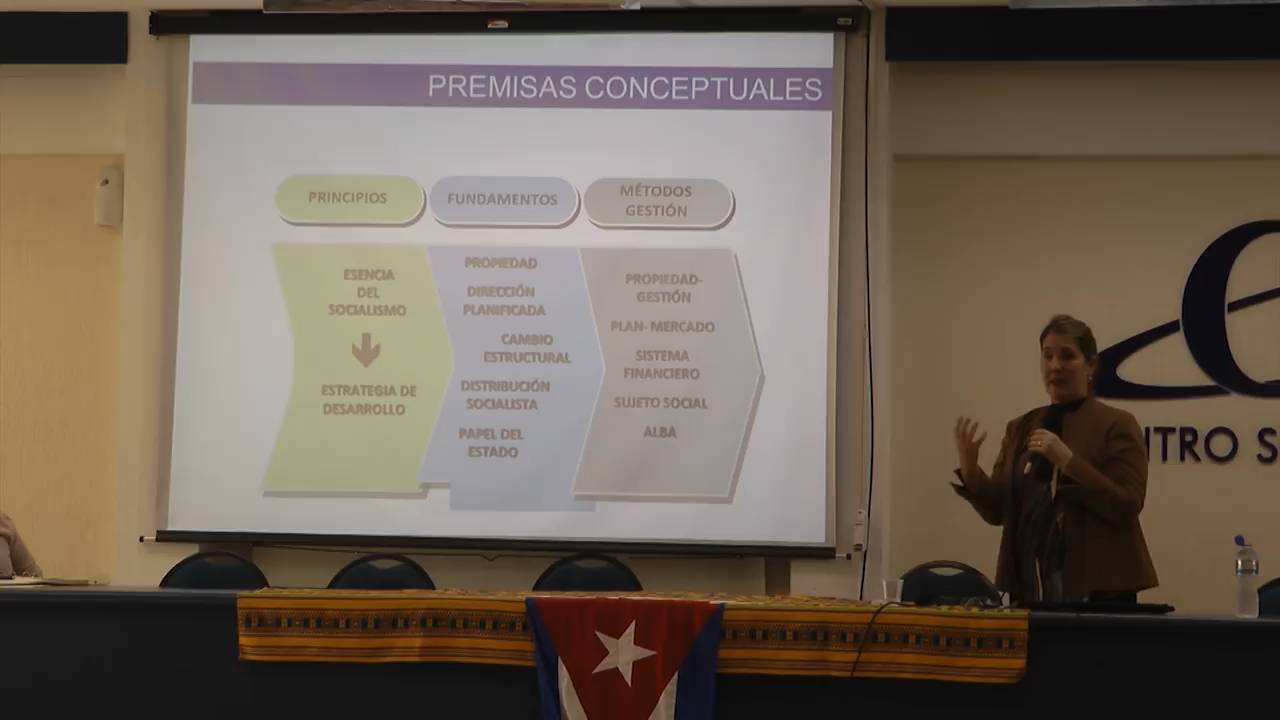 PREMISAS CONCEPTUALES
PRINCIPIOS
FUNDAMENTOS
MÉTODOS
GESTIÓN
ESENCIA
DEL
SOCIALISMO
ESTRATEGIA DE
DESARROLLO
PROPIEDAD
DIRECCIÓN
PLANIFICADA
CAMBIO
ESTRUCTURAL
DISTRIBUCIÓN
SOCIALISTA
PAPEL DEL
ESTADO
PROPIEDAD-
GESTIÓN
PLAN- MERCADO
SISTEMA
FINANCIERO
SUJETO SOCIAL
ALBA
NTRO S